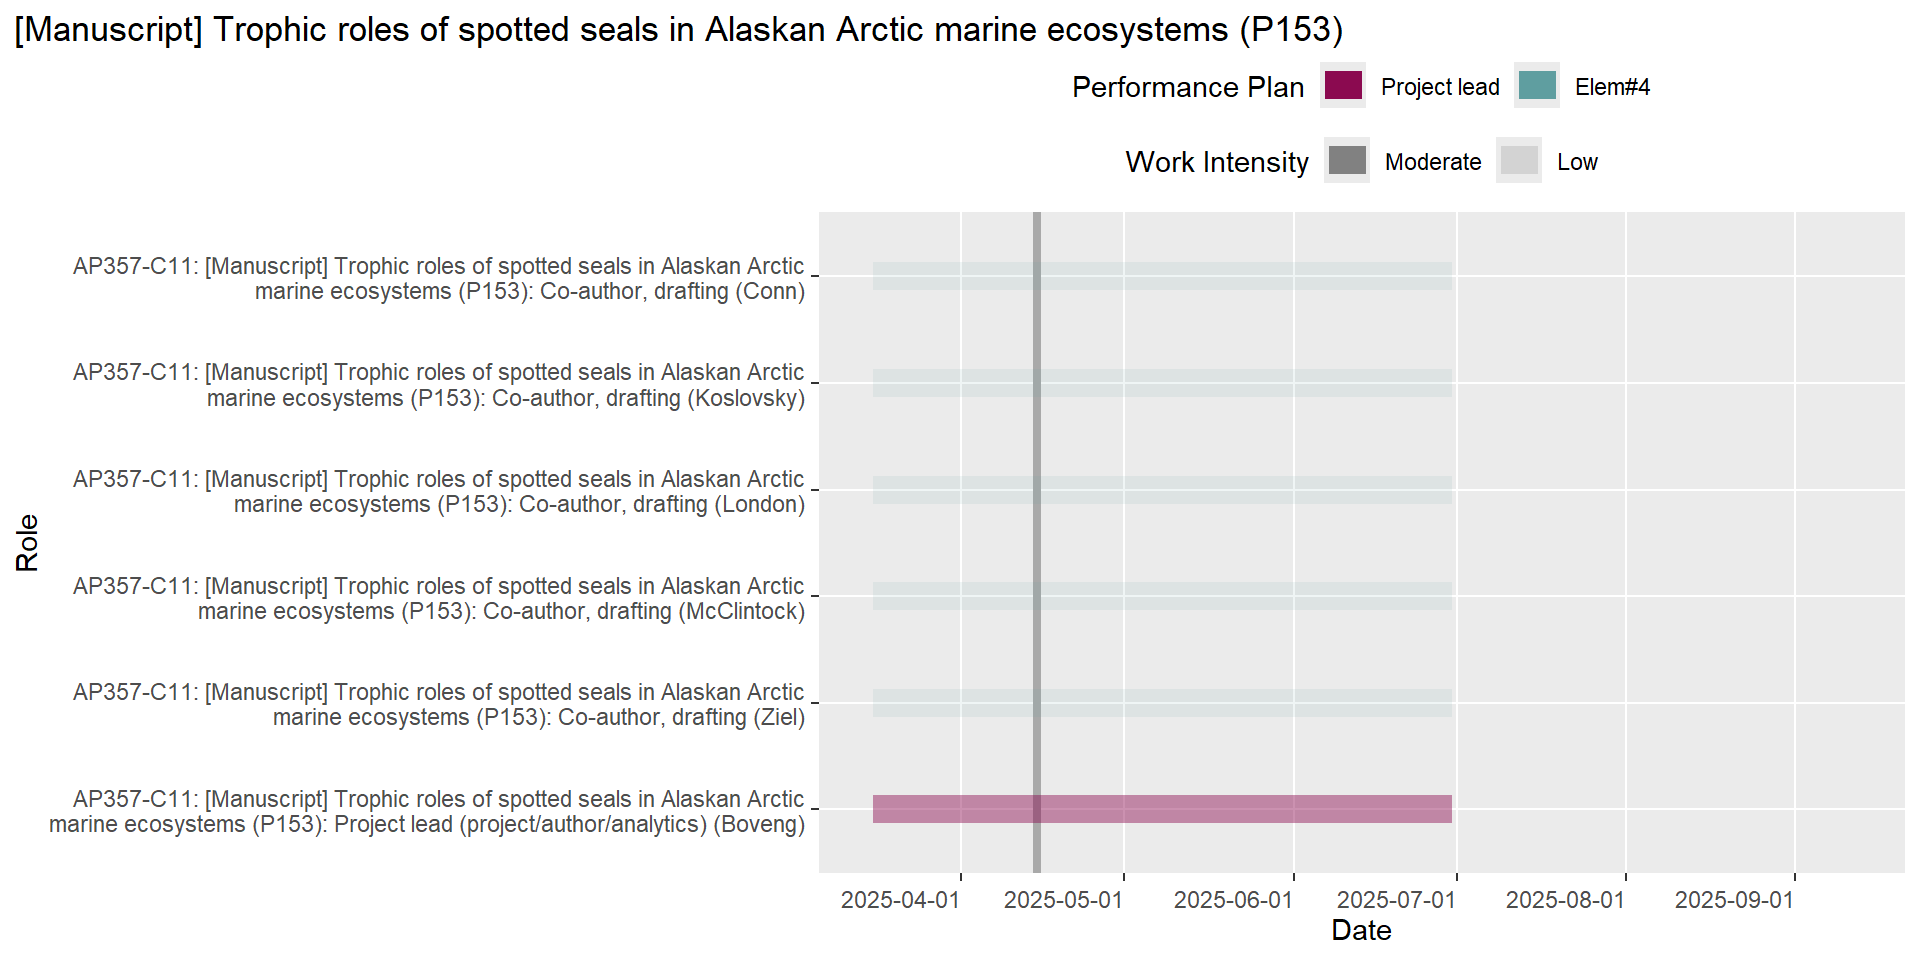 [Manuscript] Trophic roles of spotted seals in Alaskan Arctic marine ecosystems (P153)
Performance Plan Project lead Elem#4
Work Intensity Moderate Low
AP357-C11: [Manuscript] Trophic roles of spotted seals in Alaskan Arctic
marine ecosystems (P153): Co-author, drafting (Conn)
AP357-C11: [Manuscript] Trophic roles of spotted seals in Alaskan Arctic
marine ecosystems (P153): Co-author, drafting (Koslovsky)
AP357-C11: [Manuscript] Trophic roles of spotted seals in Alaskan Arctic
marine ecosystems (P153): Co-author, drafting (London)
AP357-C11: [Manuscript] Trophic roles of spotted seals in Alaskan Arctic
marine ecosystems (P153): Co-author, drafting (McClintock)
AP357-C11: [Manuscript] Trophic roles of spotted seals in Alaskan Arctic
marine ecosystems (P153): Co-author, drafting (Ziel)
AP357-C11: [Manuscript] Trophic roles of spotted seals in Alaskan Arctic
marine ecosystems (P153): Project lead (project/author/analytics) (Boveng)
Role
2025-04-01 2025-05-01 2025-06-01 2025-07-01 2025-08-01 2025-09-01
Date